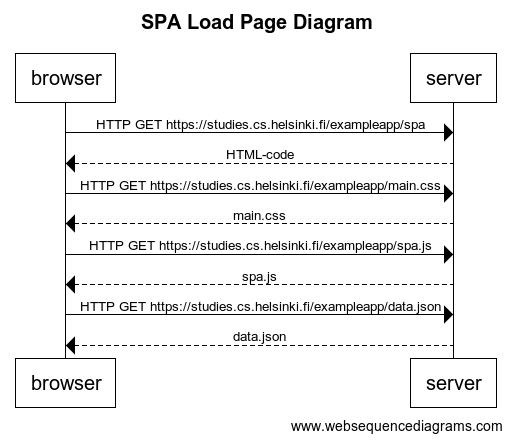 SPA Load Page Diagram
browser server
HTTP GET https://studies.cs.helsinki.fi/exampleapp/spa
HTML-code
HTTP GET https://studies.cs.helsinki.fi/exampleapp/main.css
main.css
HTTP GET https://studies.cs.helsinki.fi/exampleapp/spa.js
spa.js
HTTP GET https://studies.cs.helsinki.fi/exampleapp/data.json
data.json
browser server
www.websequencediagrams.com